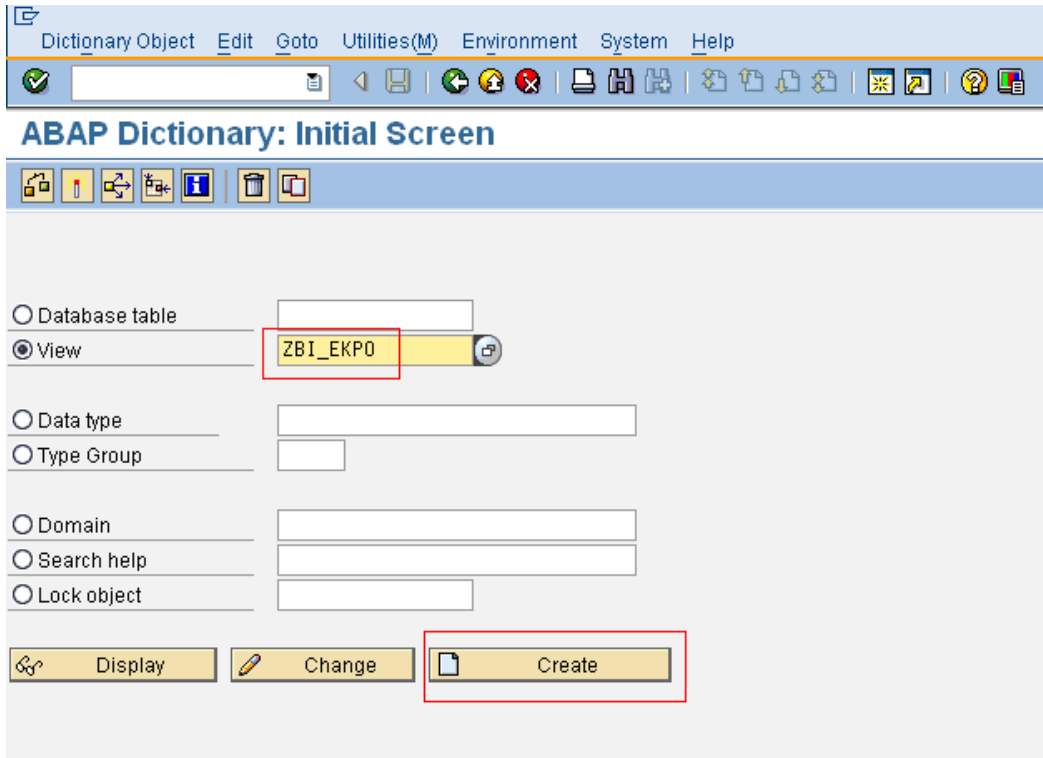 Dictionary Object Edit Goto Utilities(M) Environment System Help
ABAP Dictionary: Initial Screen
Database table
View ZBI_EKPO
Data type
Type Group
Domain
Search help
Lock object
Display Change Create